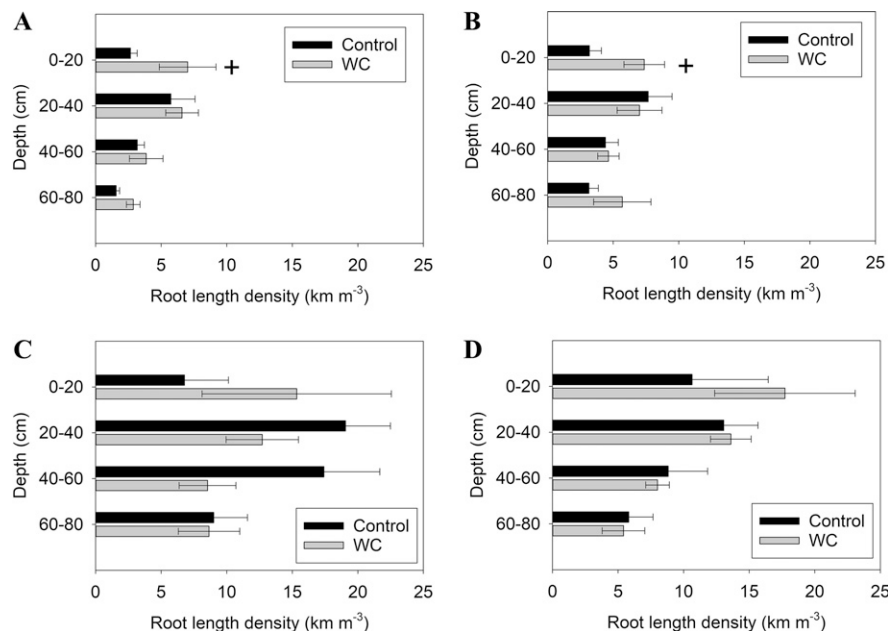 A
Control
WC
0-20
+
20-40
40-60
60-80
Depth (cm)
0 5 10 15 20 25
Root length density (km m⁻³)
B
Control
WC
0-20
+
20-40
40-60
60-80
Depth (cm)
0 5 10 15 20 25
Root length density (km m⁻³)
C
0-20
20-40
40-60
60-80
Depth (cm)
Control
WC
0 5 10 15 20 25
Root length density (km m⁻³)
D
0-20
20-40
40-60
60-80
Depth (cm)
Control
WC
0 5 10 15 20 25
Root length density (km m⁻³)